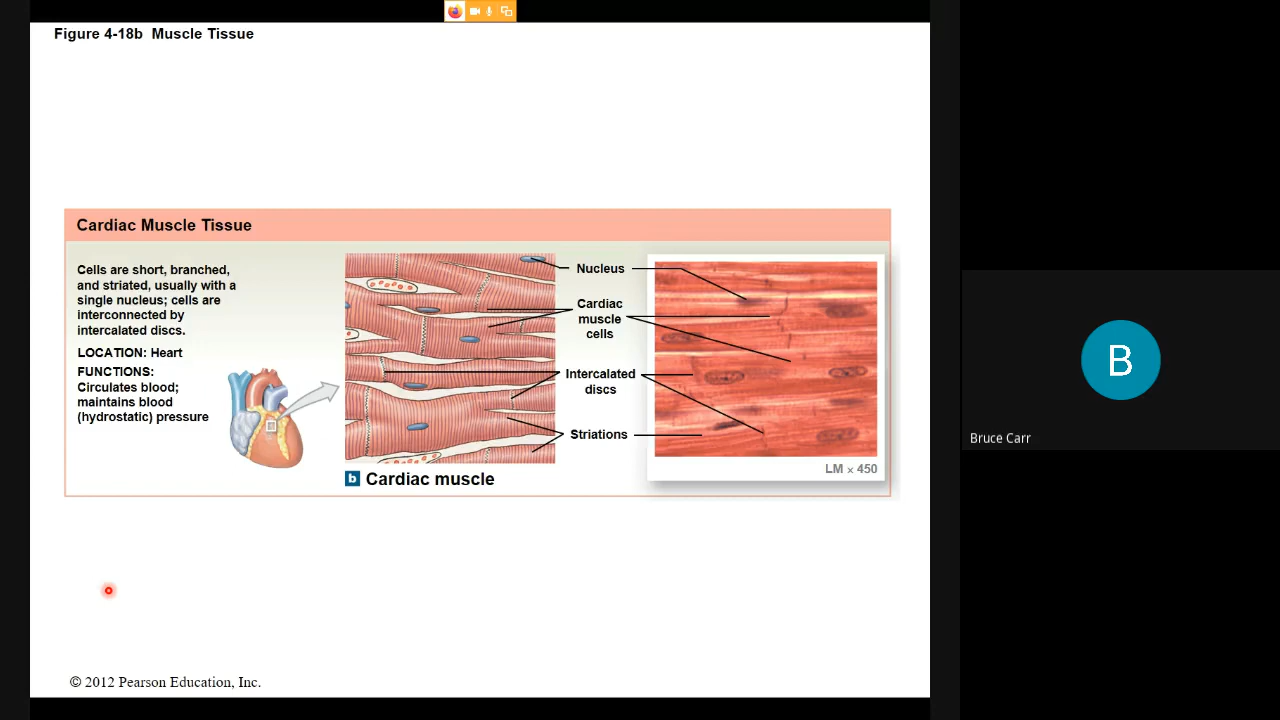 Figure 4-18b Muscle Tissue
Cardiac Muscle Tissue
Cells are short, branched,
and striated, usually with a
single nucleus; cells are
interconnected by
intercalated discs.
LOCATION: Heart
FUNCTIONS:
Circulates blood;
maintains blood
(hydrostatic) pressure
Nucleus
Cardiac
muscle
cells
Intercalated
discs
Striations
b Cardiac muscle
LM × 450
© 2012 Pearson Education, Inc.
B
Bruce Carr